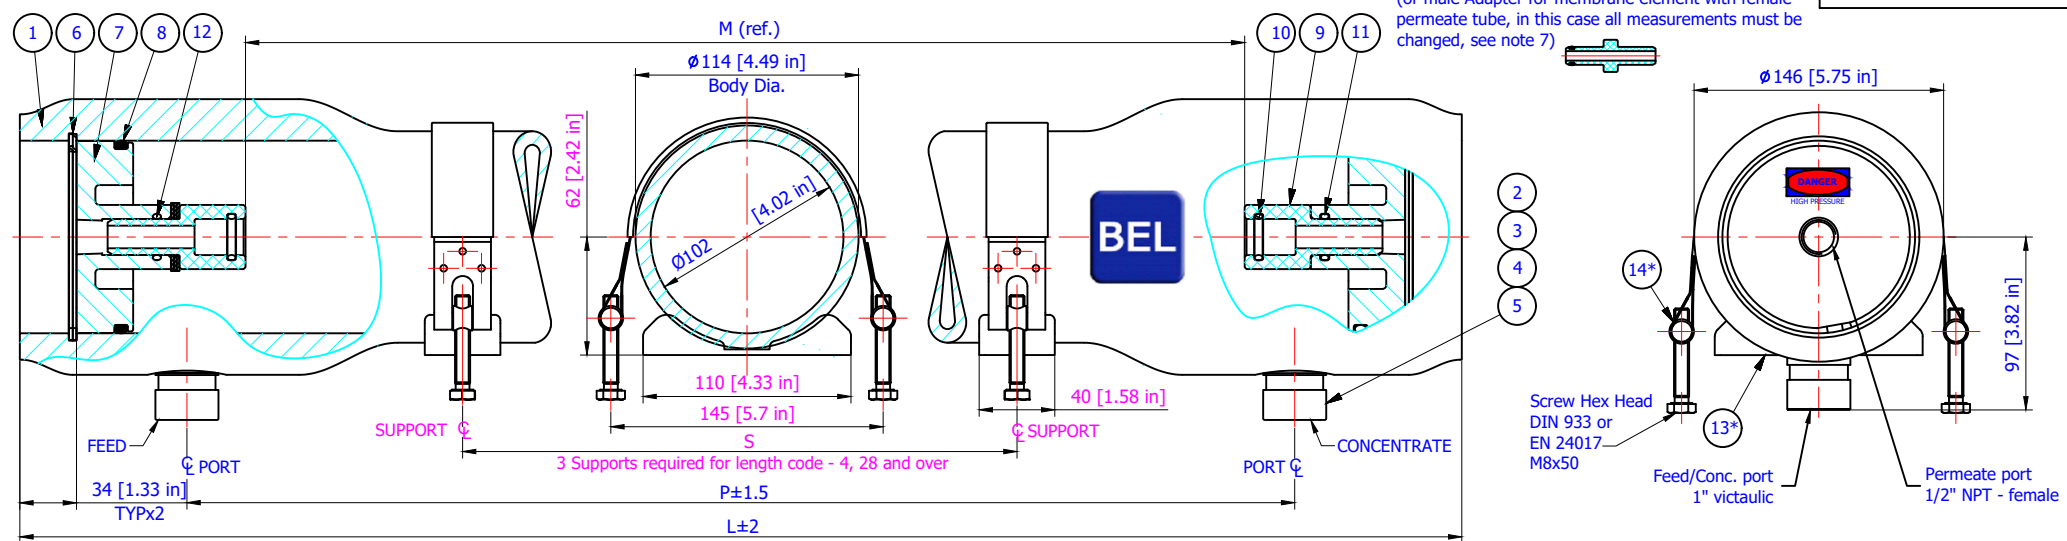 (or male Adapter for membrane element with female
permeate tube, in this case all measurements must be
changed, see note 7)
1
6
7
8
12
M (ref.)
10
9
11
Ø114 [4.49 in]
Body Dia.
Ø146 [5.75 in]
62 [2.42 in]
Ø102 [4.02 in]
BEL
2
3
4
5
DANGER
HIGH PRESSURE
14*
13*
97 [3.82 in]
110 [4.33 in]
145 [5.7 in]
40 [1.58 in]
SUPPORT ℄
S
℄ SUPPORT
3 Supports required for length code - 4, 28 and over
FEED
℄ PORT
CONCENTRATE
PORT ℄
Screw Hex Head
DIN 933 or
EN 24017
M8x50
Feed/Conc. port
1" victaulic
Permeate port
1/2" NPT - female
34 [1.33 in]
TYPx2
P±1.5
L±2